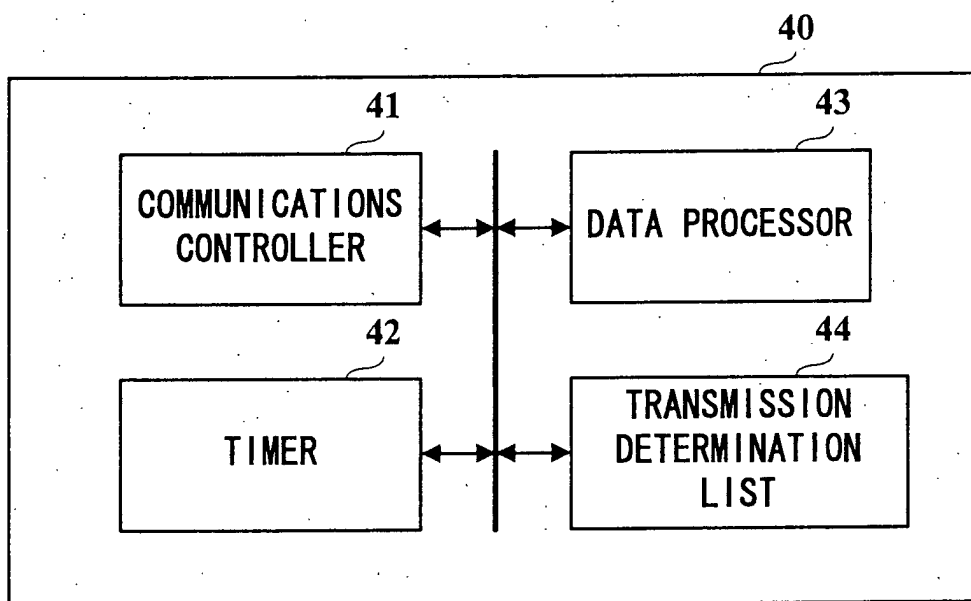 40
41
COMMUNICATIONS
CONTROLLER
43
DATA PROCESSOR
42
TIMER
44
TRANSMISSION
DETERMINATION
LIST